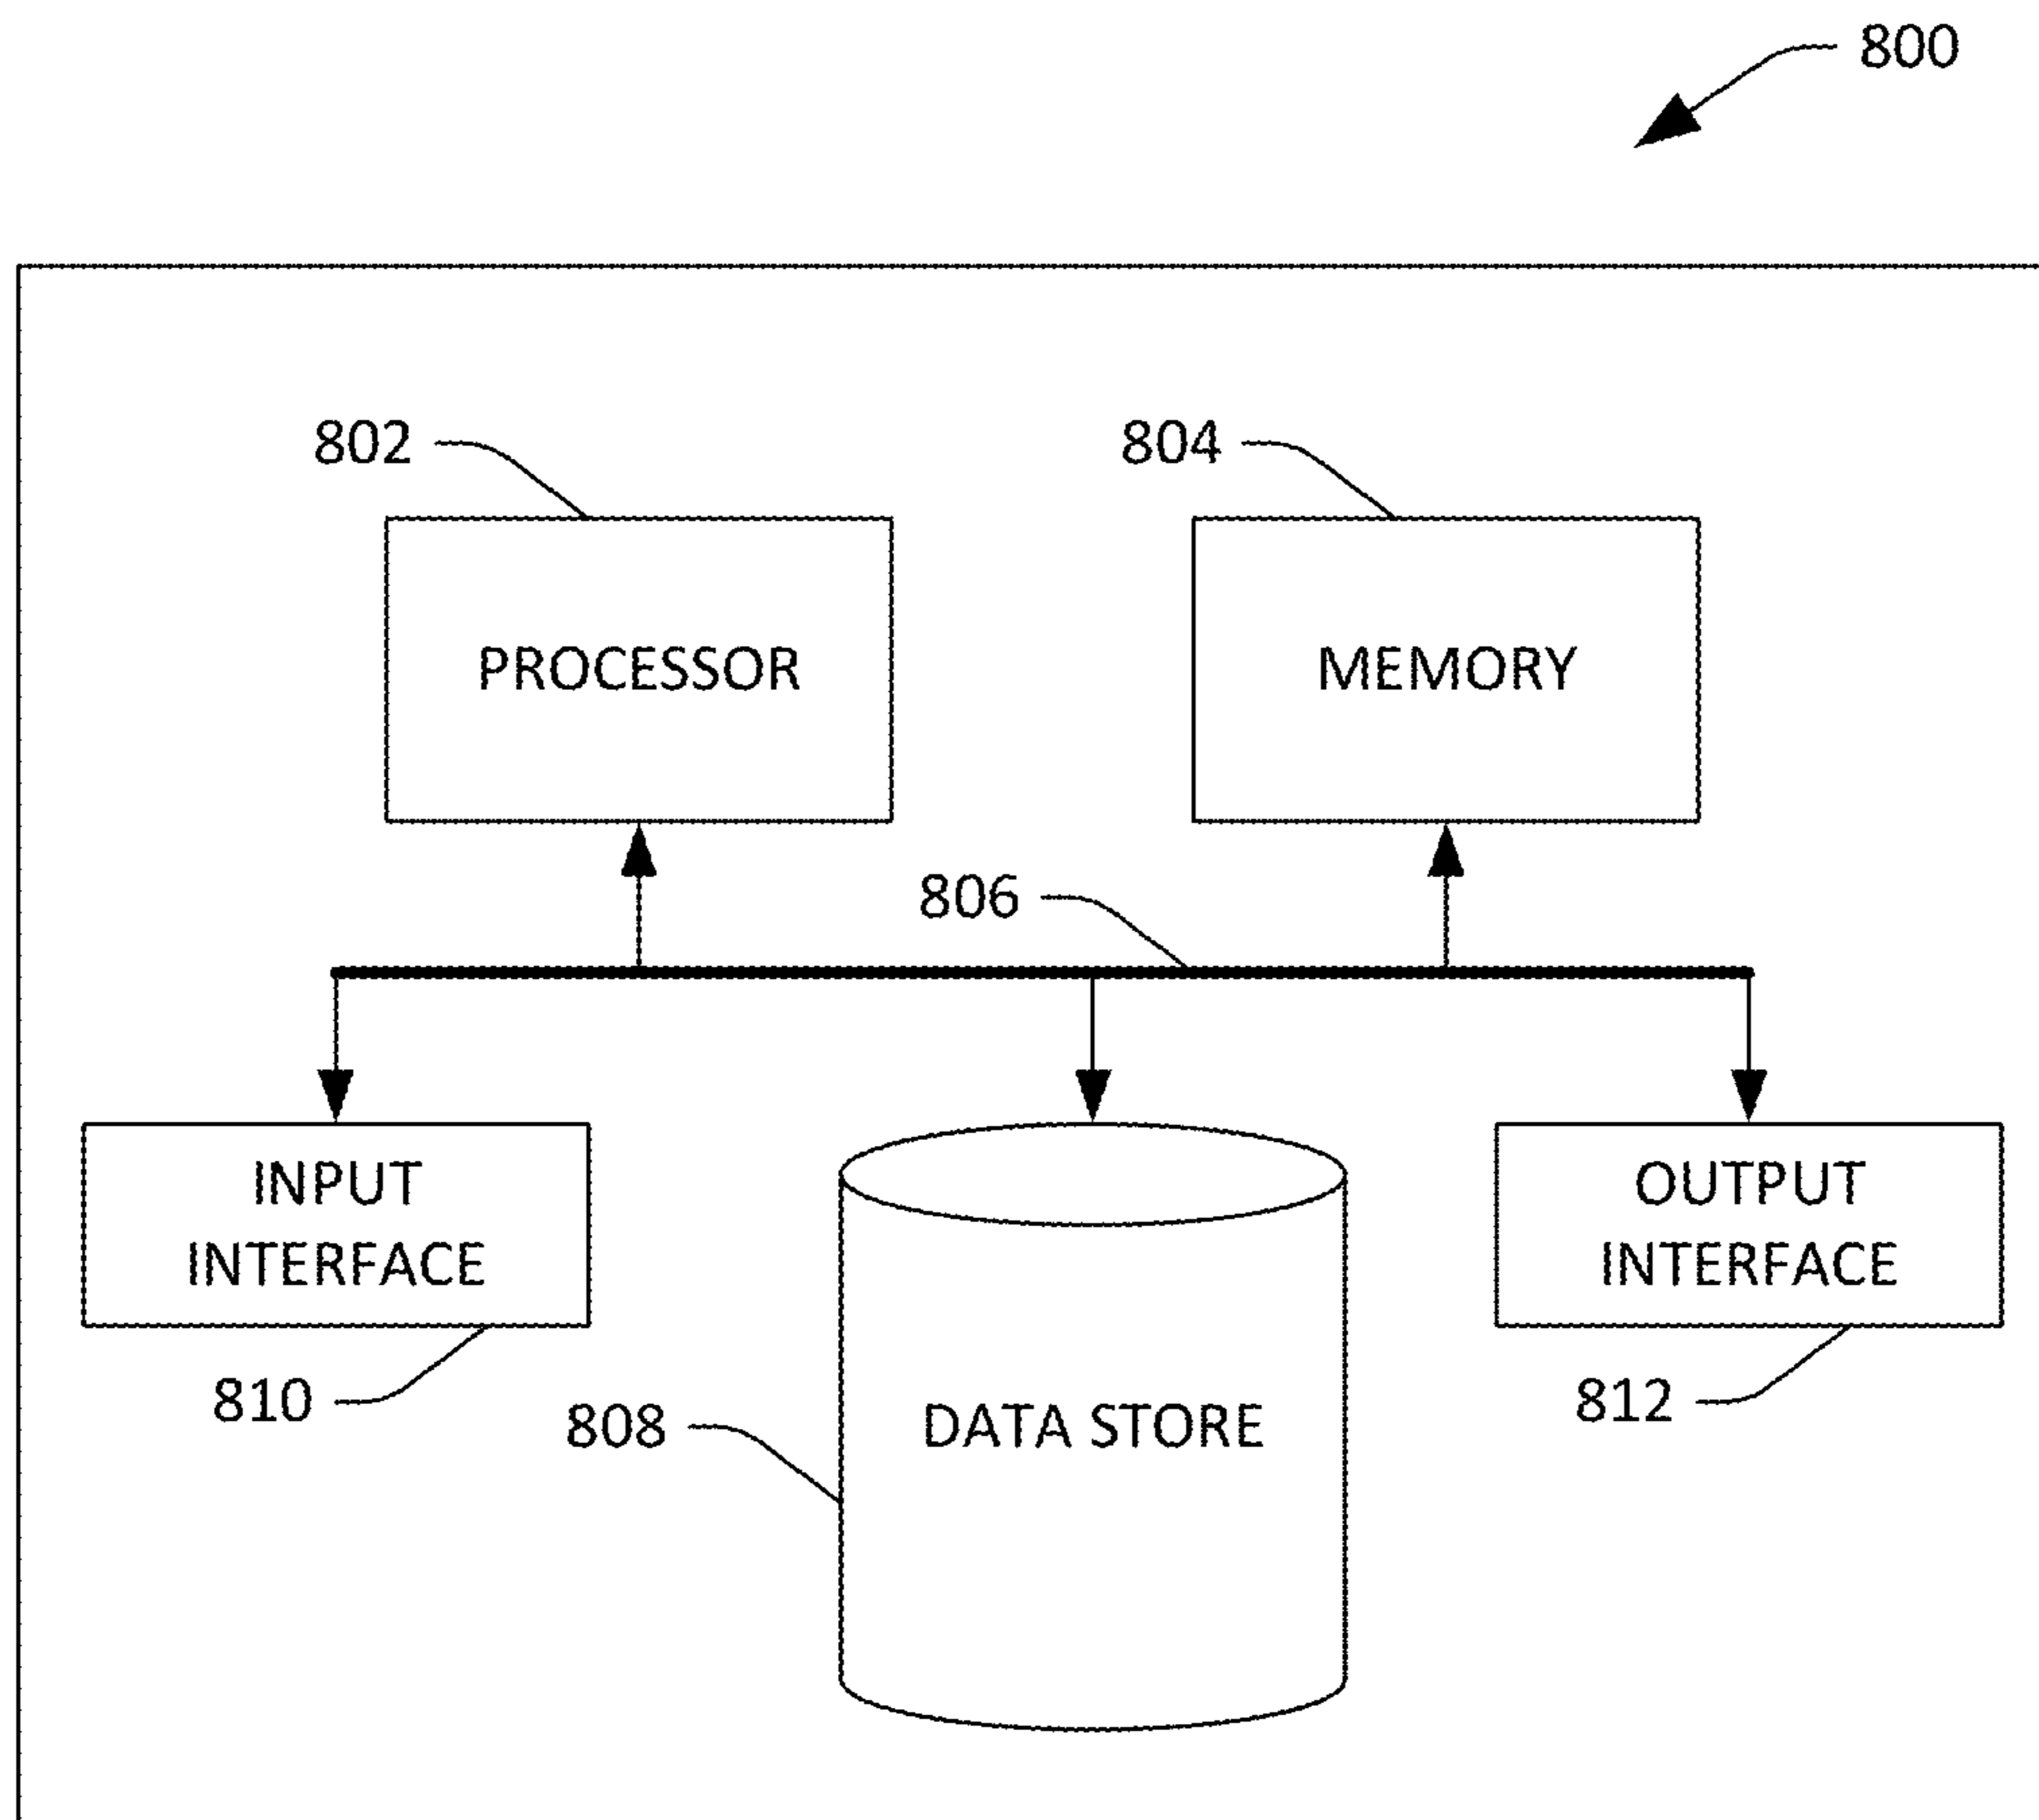 800
802
804
PROCESSOR
MEMORY
806
INPUT
INTERFACE
OUTPUT
INTERFACE
810
808
DATA STORE
812